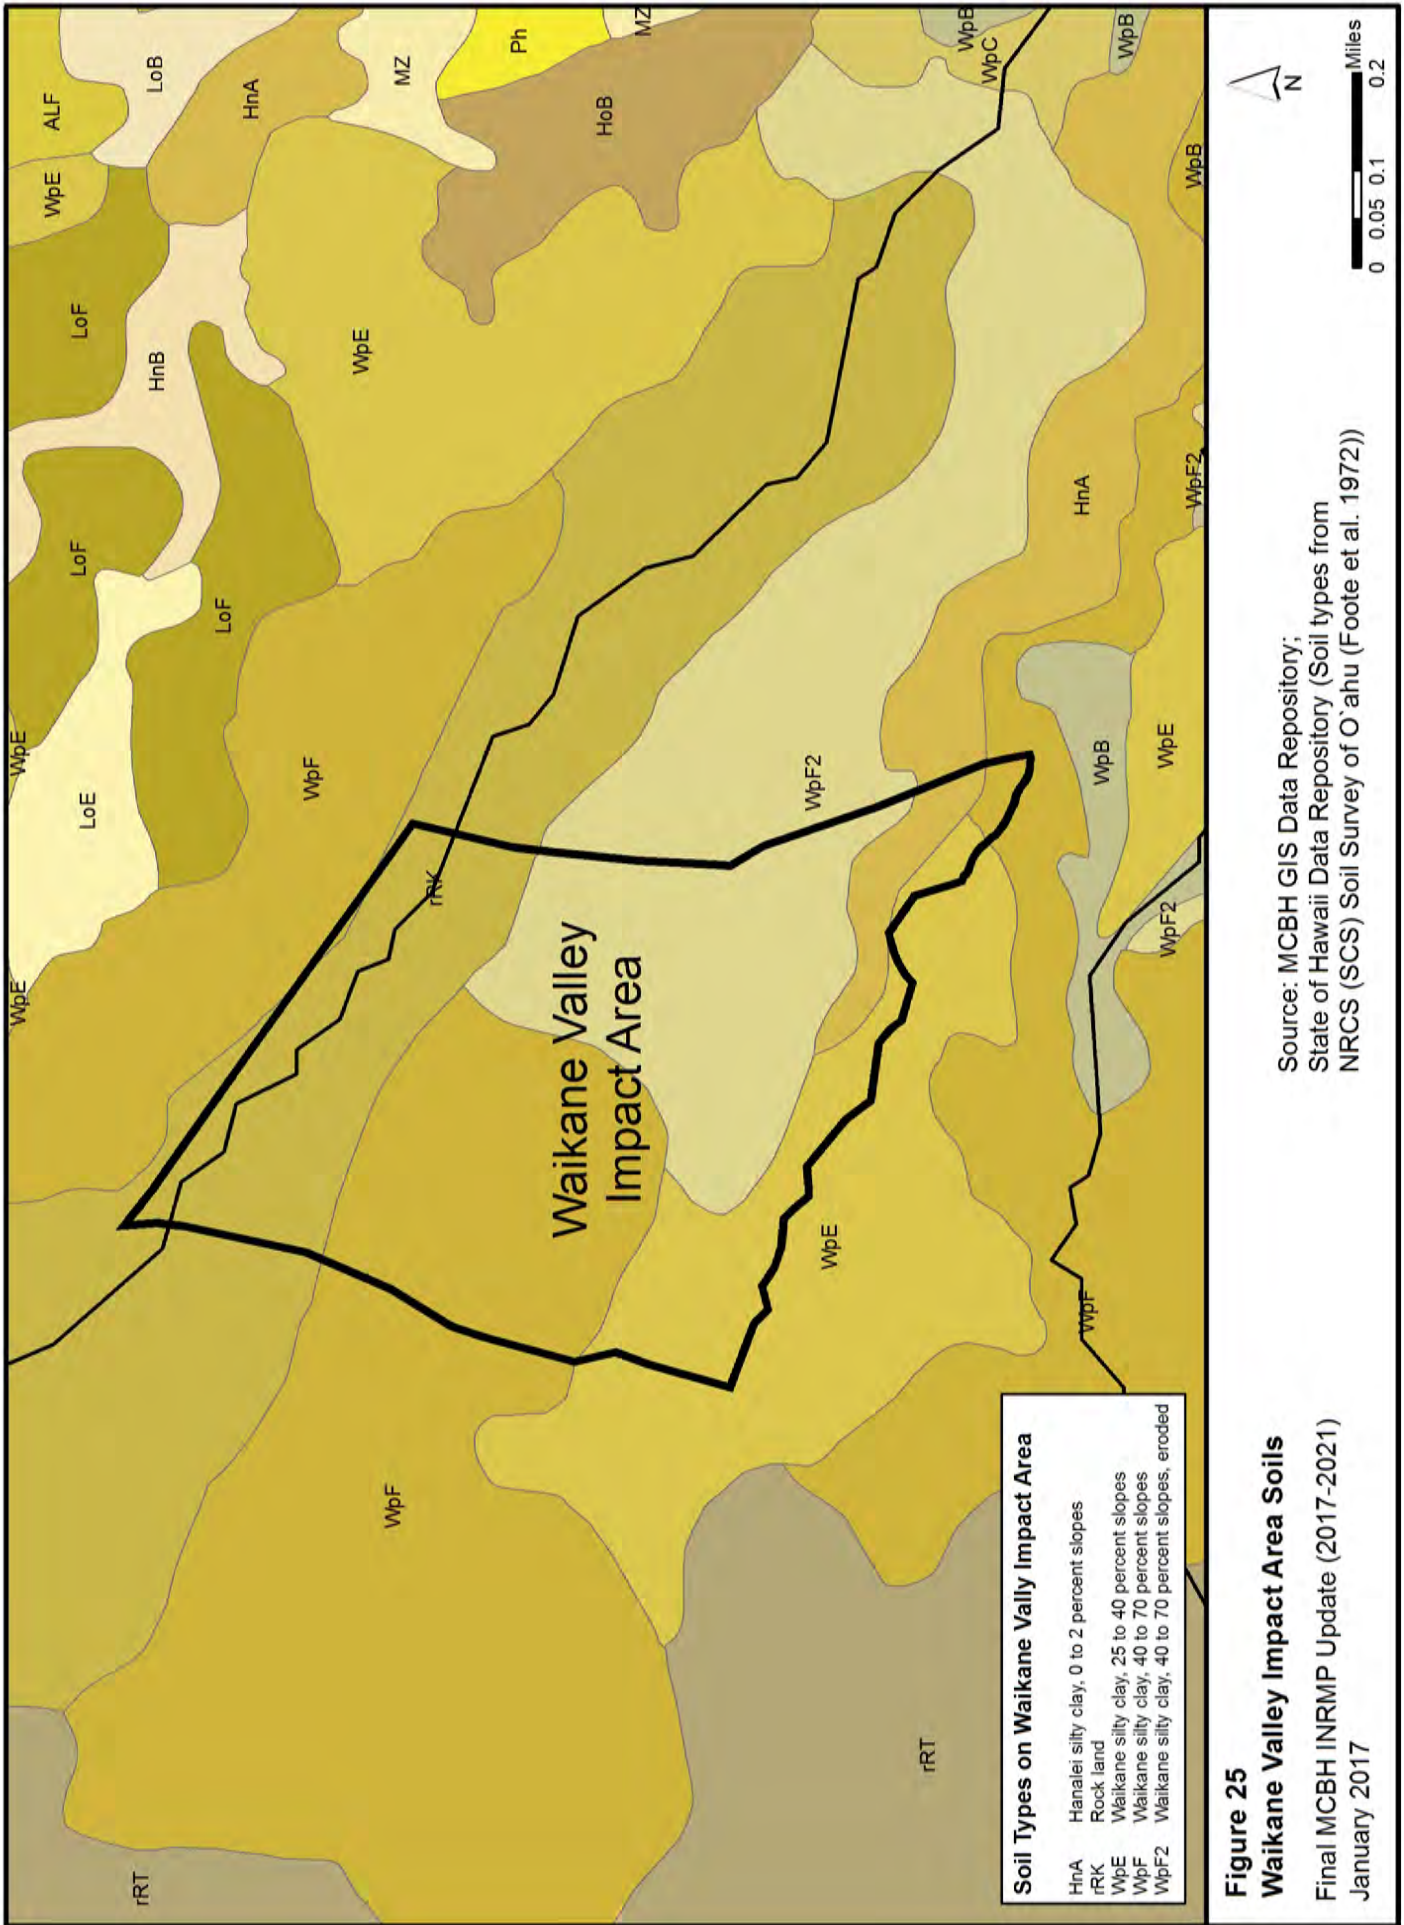 WpE
WpE
WpE
ALF
LoE
LoF
LoF
rRT
HnB
LoB
LoF
HnA
WpF
WpE
WpF
MZ
rRK
Ph
Waikane Valley
Impact Area
HoB
MZ
WpF2
WpE
rRT
WpB
WpC
WpF
HnA
WpB
WpB
WpE
WpF2
WpF2
WpB
Soil Types on Waikane Vally Impact Area
HnA Hanalei silty clay, 0 to 2 percent slopes
rRK Rock land
WpE Waikane silty clay, 25 to 40 percent slopes
WpF Waikane silty clay, 40 to 70 percent slopes
WpF2 Waikane silty clay, 40 to 70 percent slopes, eroded
Figure 25
Waikane Valley Impact Area Soils
Final MCBH INRMP Update (2017-2021)
January 2017
Source: MCBH GIS Data Repository;
State of Hawaii Data Repository (Soil types from
NRCS (SCS) Soil Survey of O`ahu (Foote et al. 1972))
N
Miles
0 0.05 0.1 0.2